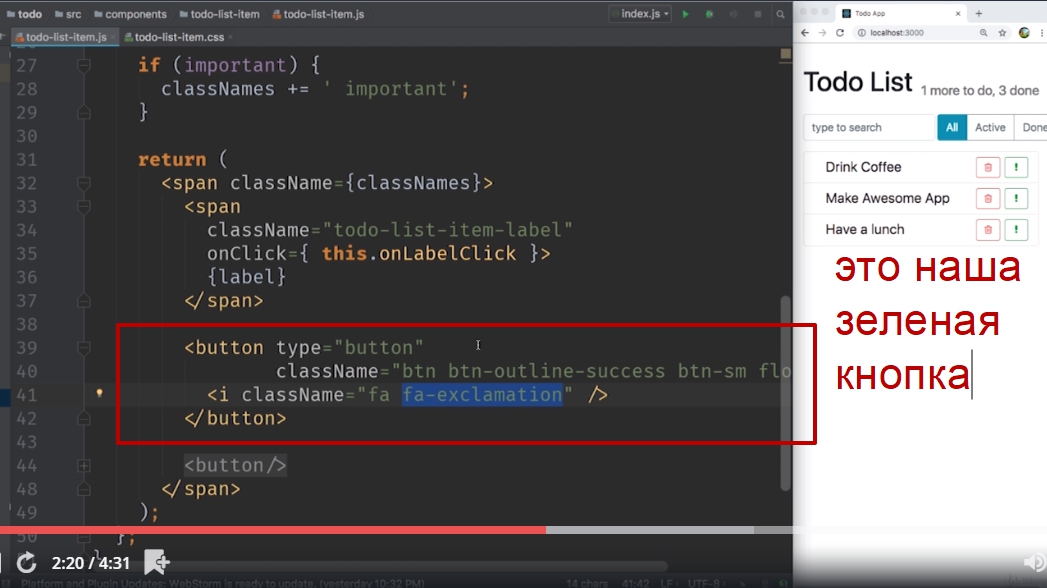 todo src components todo-list-item todo-list-item.js index.js
todo-list-item.js todo-list-item.css
27 if (important) {
28 classNames += ' important';
29 }
30
31 return (
32 <span className={classNames}>
33 <span
34 className="todo-list-item-label"
35 onClick={ this.onLabelClick }>
36 {label}
37 </span>
38
39 <button type="button"
40 className="btn btn-outline-success btn-sm flo
41 <i className="fa fa-exclamation" />
42 </button>
43
44 <button/>
48 </span>
49 );
50 };
Platform and Plugin Updates: WebStorm is ready to update. (yesterday 10:32 PM) 14 chars 41:42 LF UTF-8
2:20 / 4:31
Todo App
localhost:3000
Todo List 1 more to do, 3 done
type to search All Active Done
Drink Coffee
Make Awesome App
Have a lunch
это наша
зеленая
кнопка